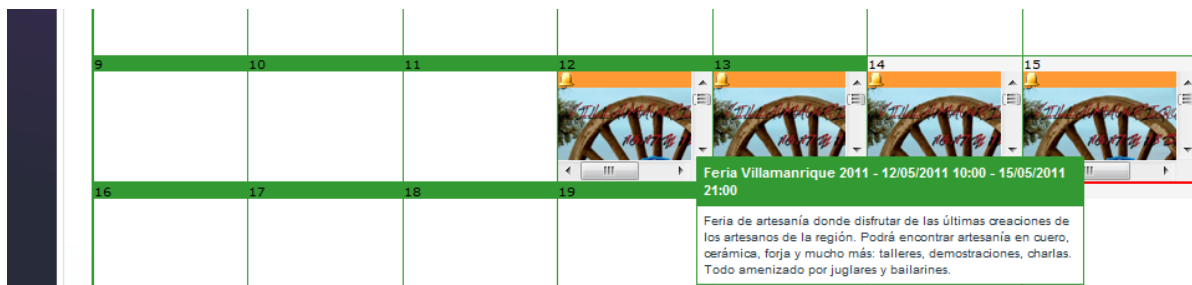 9 10 11 12 13 14 15
16 17 18 19
Feria Villamanrique 2011 - 12/05/2011 10:00 - 15/05/2011
21:00
Feria de artesanía donde disfrutar de las últimas creaciones de
los artesanos de la región. Podrá encontrar artesanía en cuero,
cerámica, forja y mucho más: talleres, demostraciones, charlas.
Todo amenizado por juglares y bailarines.